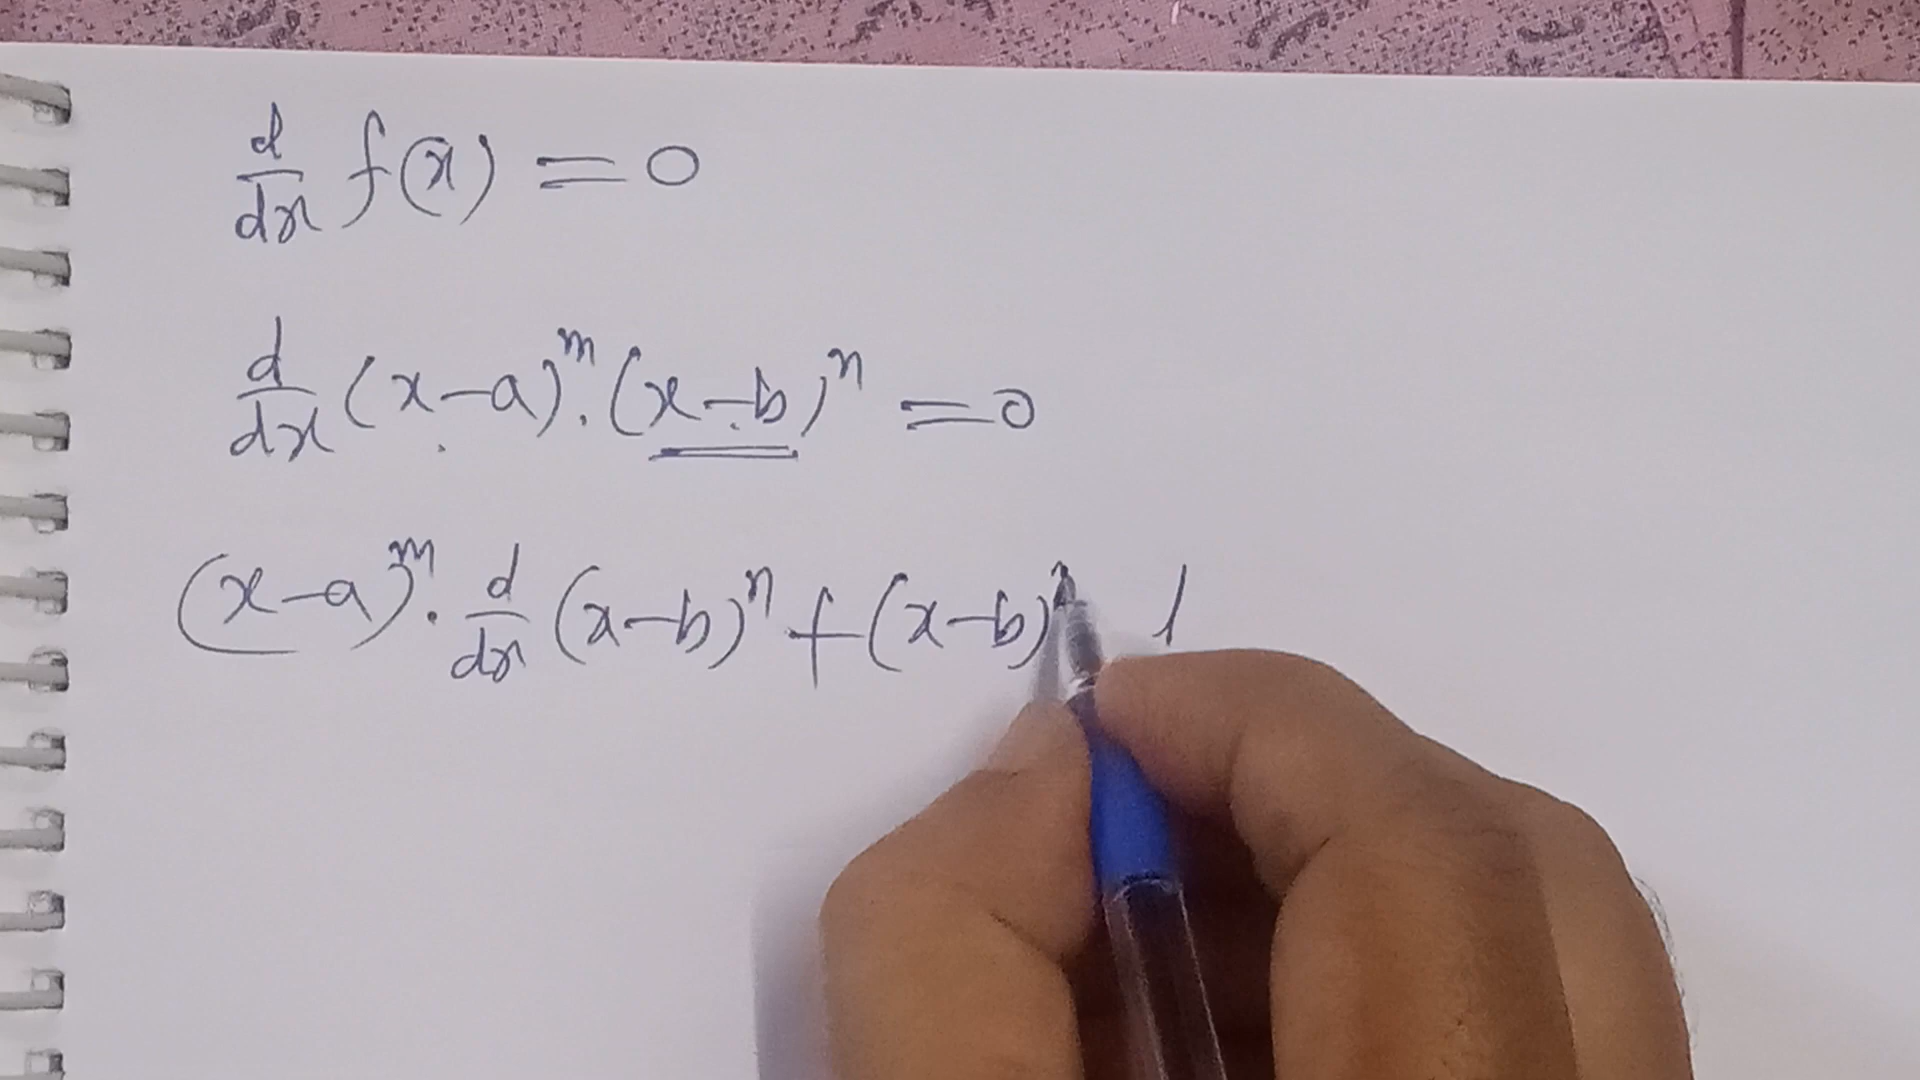 d/dx f(x) = 0
d/dx (x-a)^m . (x-b)^n = 0
(x-a)^m . d/dx (x-b)^n + (x-b)^n